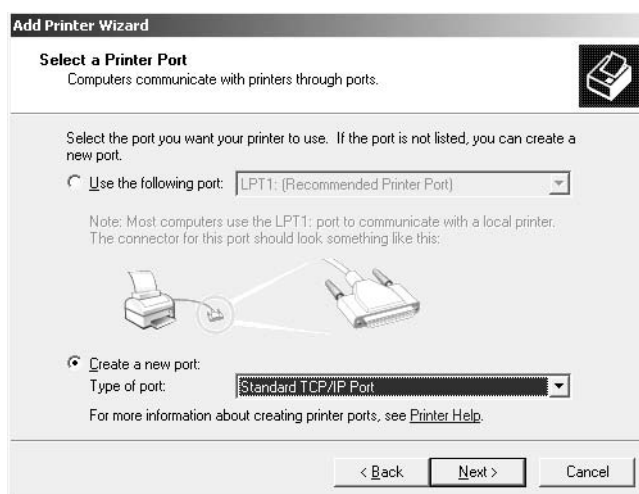 Add Printer Wizard
Select a Printer Port
Computers communicate with printers through ports.
Select the port you want your printer to use. If the port is not listed, you can create a
new port.
Use the following port: LPT1: (Recommended Printer Port)
Note: Most computers use the LPT1: port to communicate with a local printer.
The connector for this port should look something like this:
Create a new port:
Type of port: Standard TCP/IP Port
For more information about creating printer ports, see Printer Help.
< Back Next > Cancel